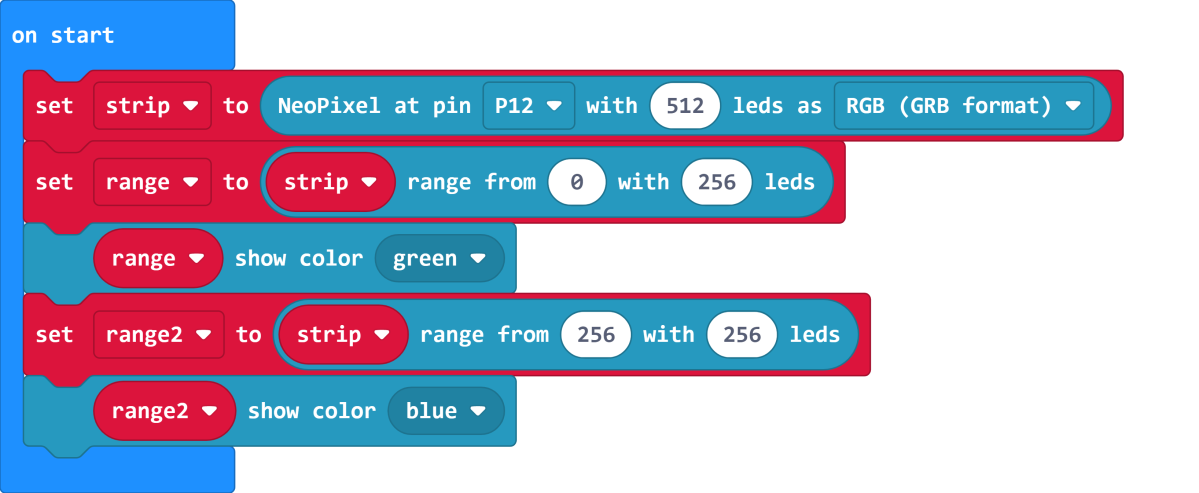 on start
set strip to NeoPixel at pin P12 with 512 leds as RGB (GRB format)
set range to strip range from 0 with 256 leds
range show color green
set range2 to strip range from 256 with 256 leds
range2 show color blue